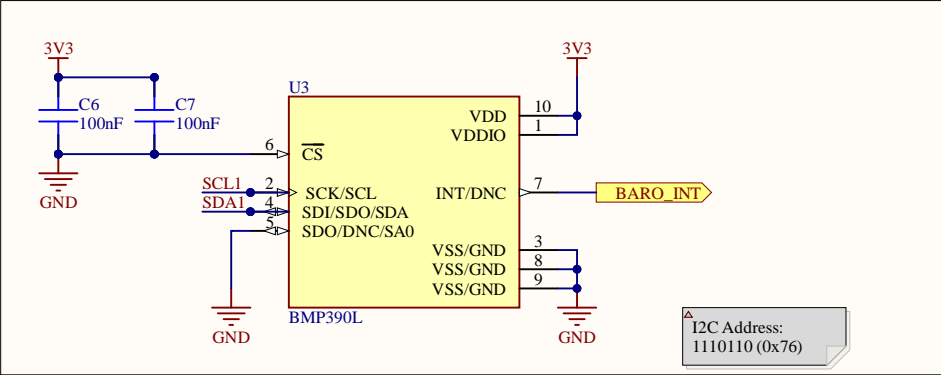 3V3
C6
100nF
C7
100nF
GND
U3
6
CS
SCL1
2
SCK/SCL
SDA1
4
SDI/SDO/SDA
5
SDO/DNC/SA0
GND
BMP390L
3V3
VDD
10
VDDIO
1
INT/DNC
7
BARO_INT
VSS/GND
3
VSS/GND
8
VSS/GND
9
GND
I2C Address:
1110110 (0x76)